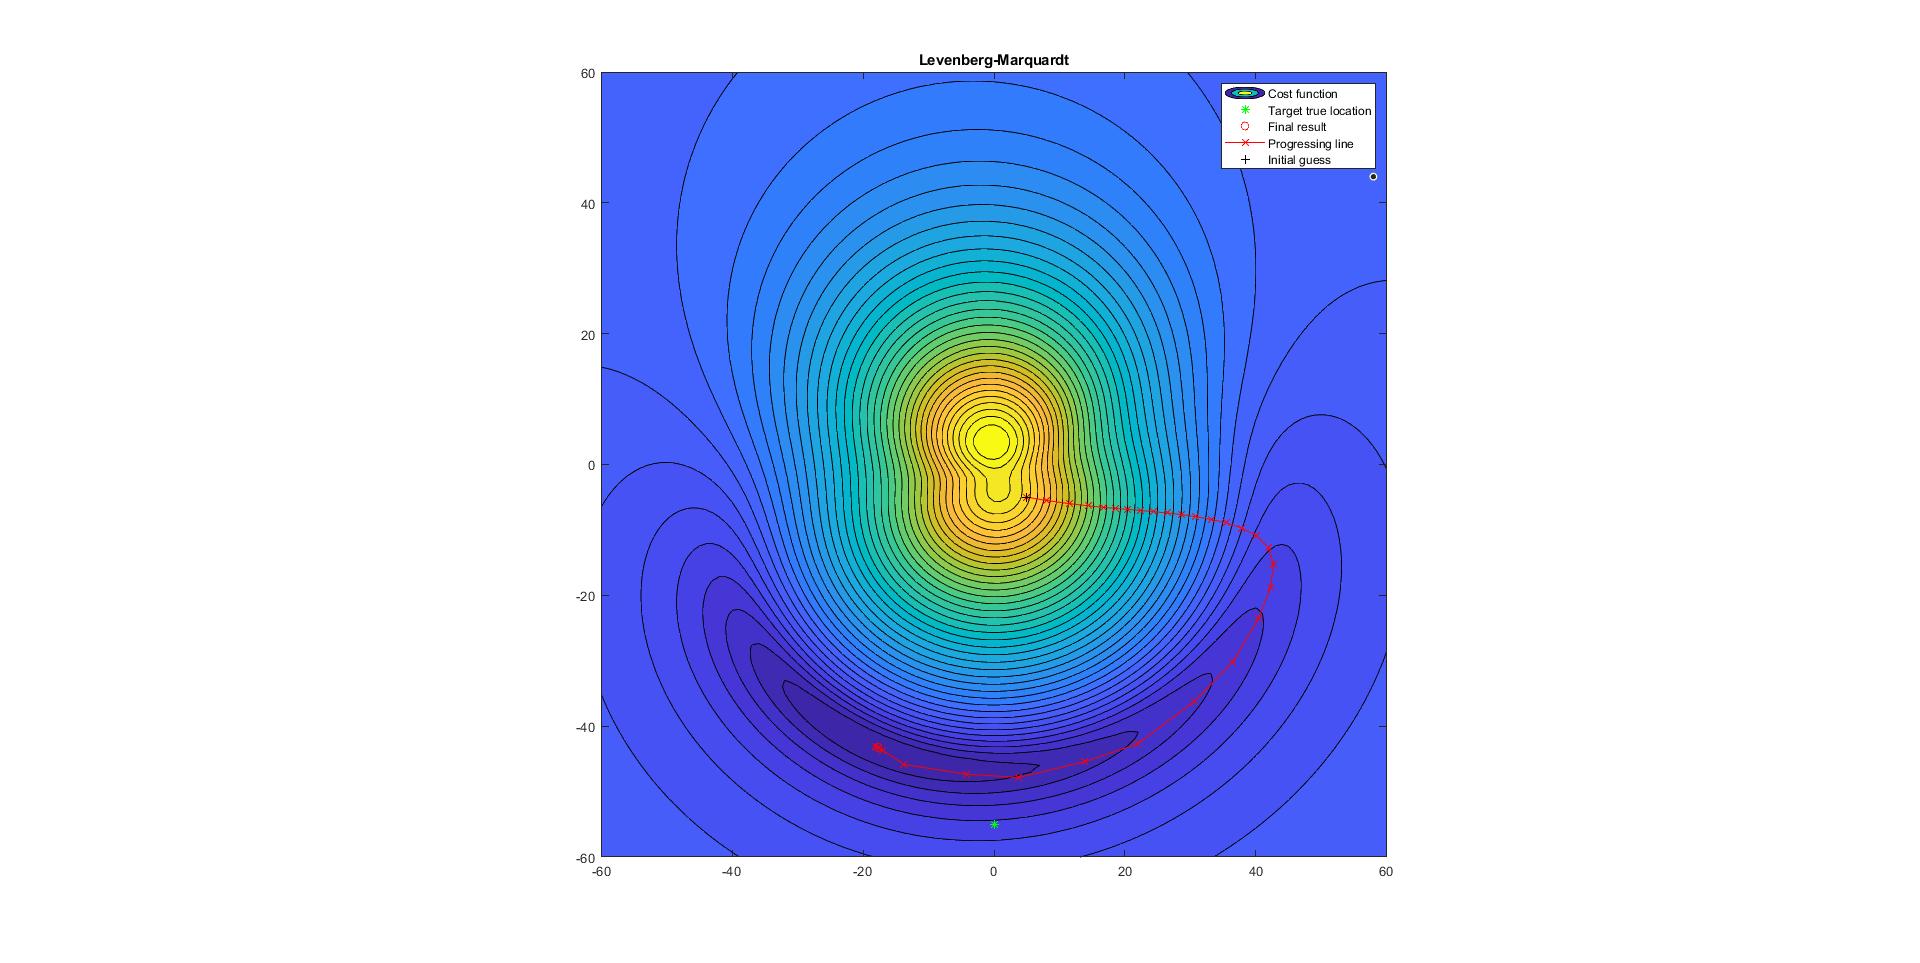 Levenberg-Marquardt
60
40
20
0
-20
-40
-60
-60
-40
-20
0
20
40
60
Cost function
Target true location
Final result
Progressing line
Initial guess